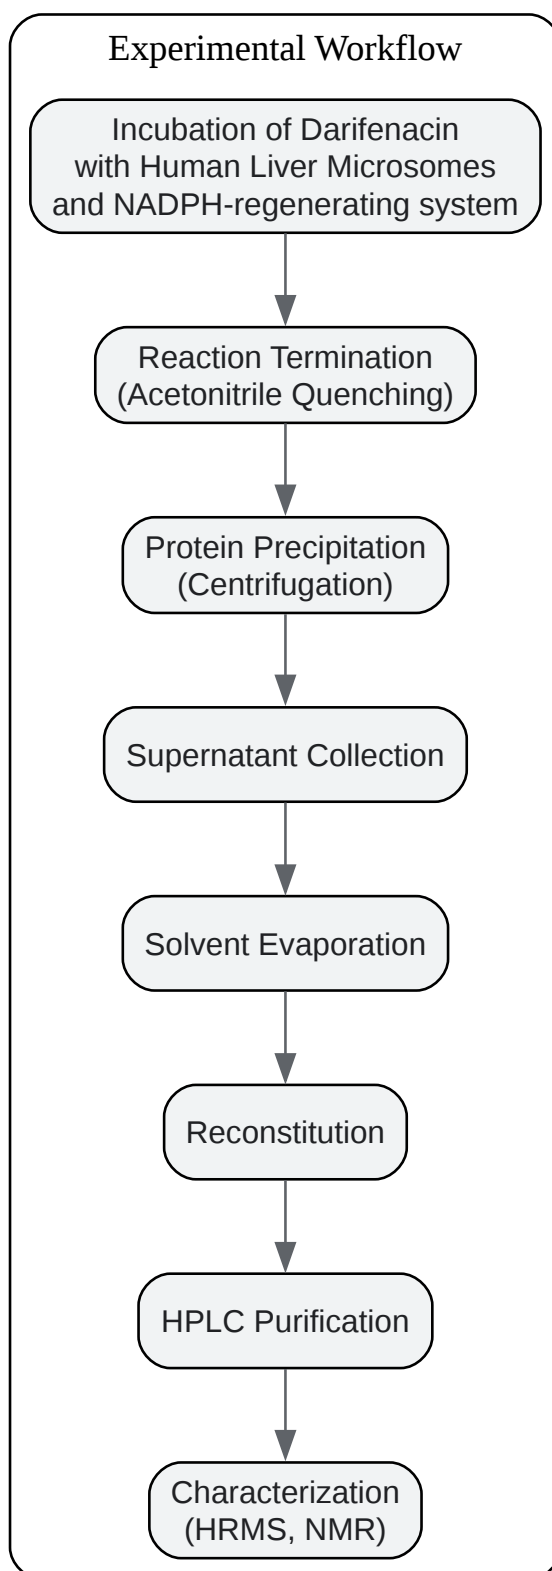 Experimental Workflow
Incubation of Darifenacin
with Human Liver Microsomes
and NADPH-regenerating system
Reaction Termination
(Acetonitrile Quenching)
Protein Precipitation
(Centrifugation)
Supernatant Collection
Solvent Evaporation
Reconstitution
HPLC Purification
Characterization
(HRMS, NMR)